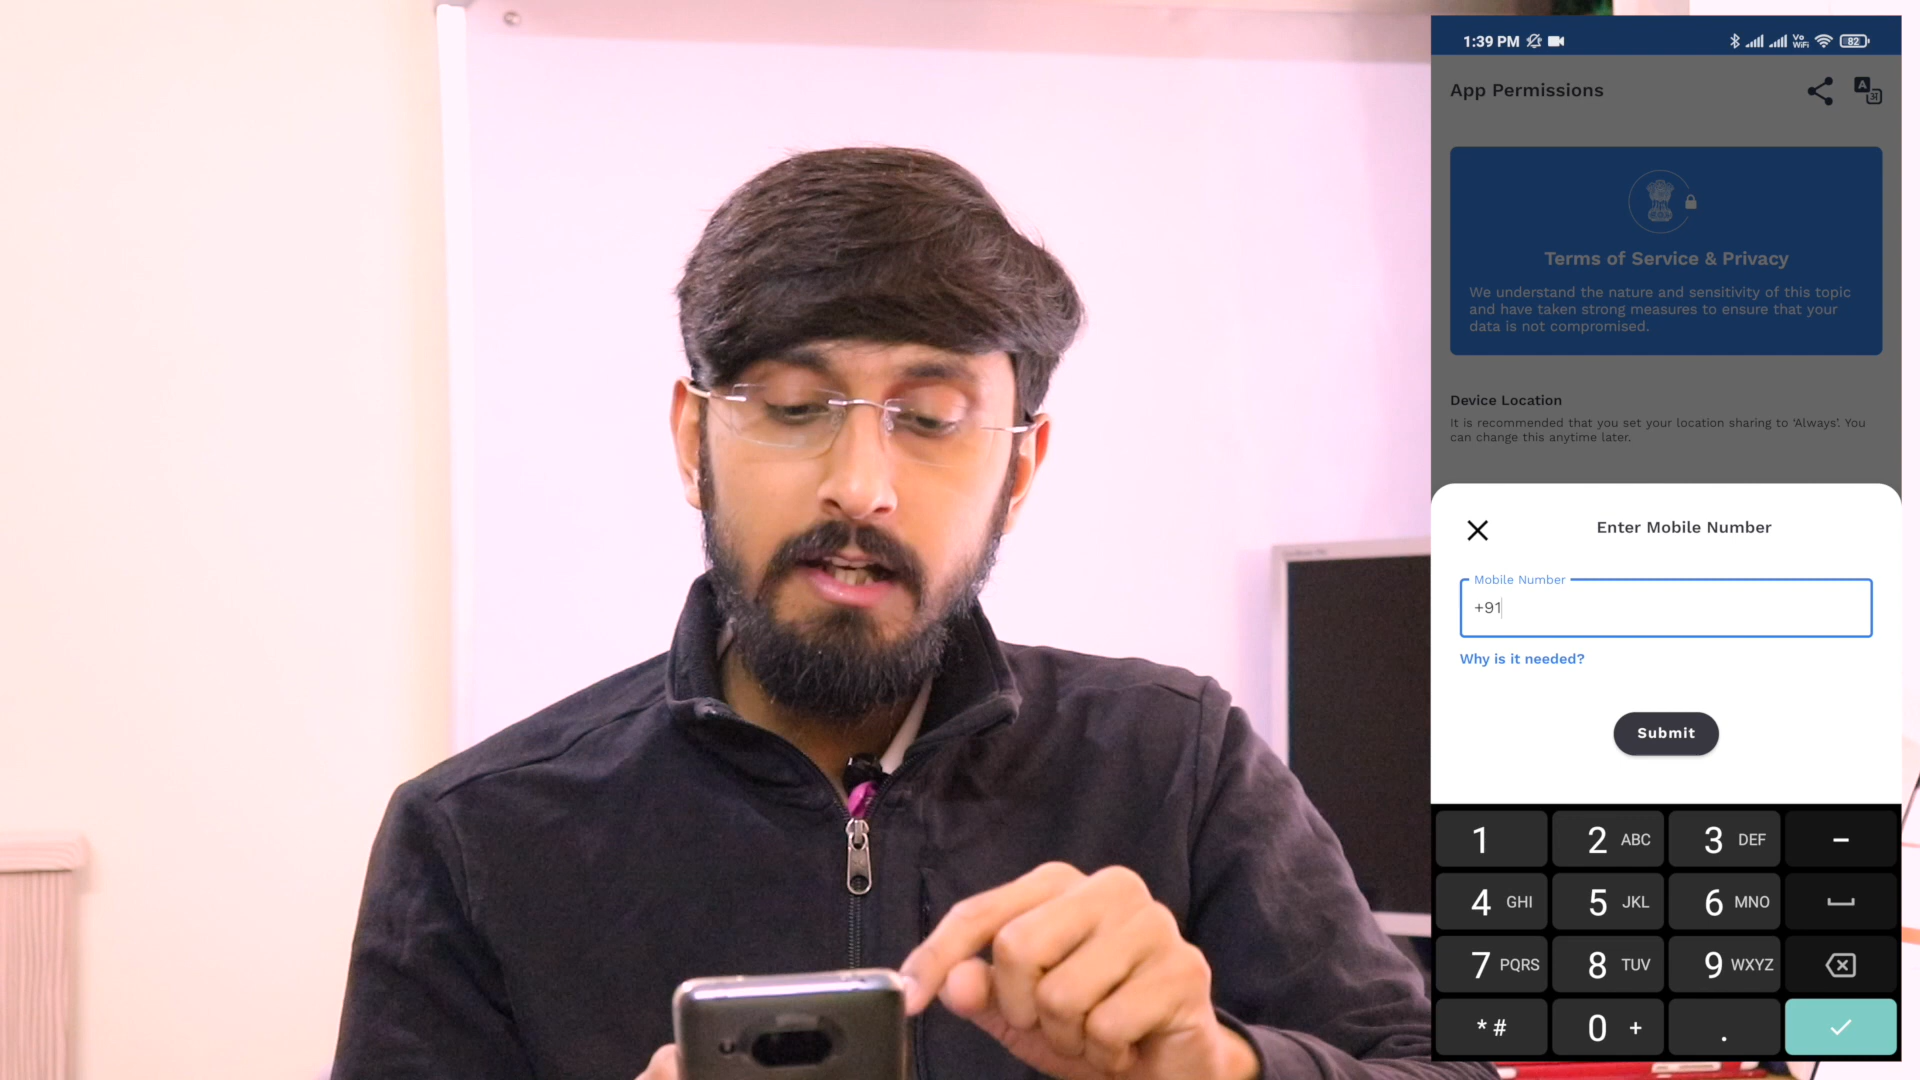 1:39 PM
Vo
WiFi
82
App Permissions
A
अ
Terms of Service & Privacy
We understand the nature and sensitivity of this topic
and have taken strong measures to ensure that your
data is not compromised.
Device Location
It is recommended that you set your location sharing to ‘Always’. You
can change this anytime later.
Enter Mobile Number
Mobile Number
+91
Why is it needed?
Submit
1
2 ABC
3 DEF
−
4 GHI
5 JKL
6 MNO
7 PQRS
8 TUV
9 WXYZ
* #
0 +
.